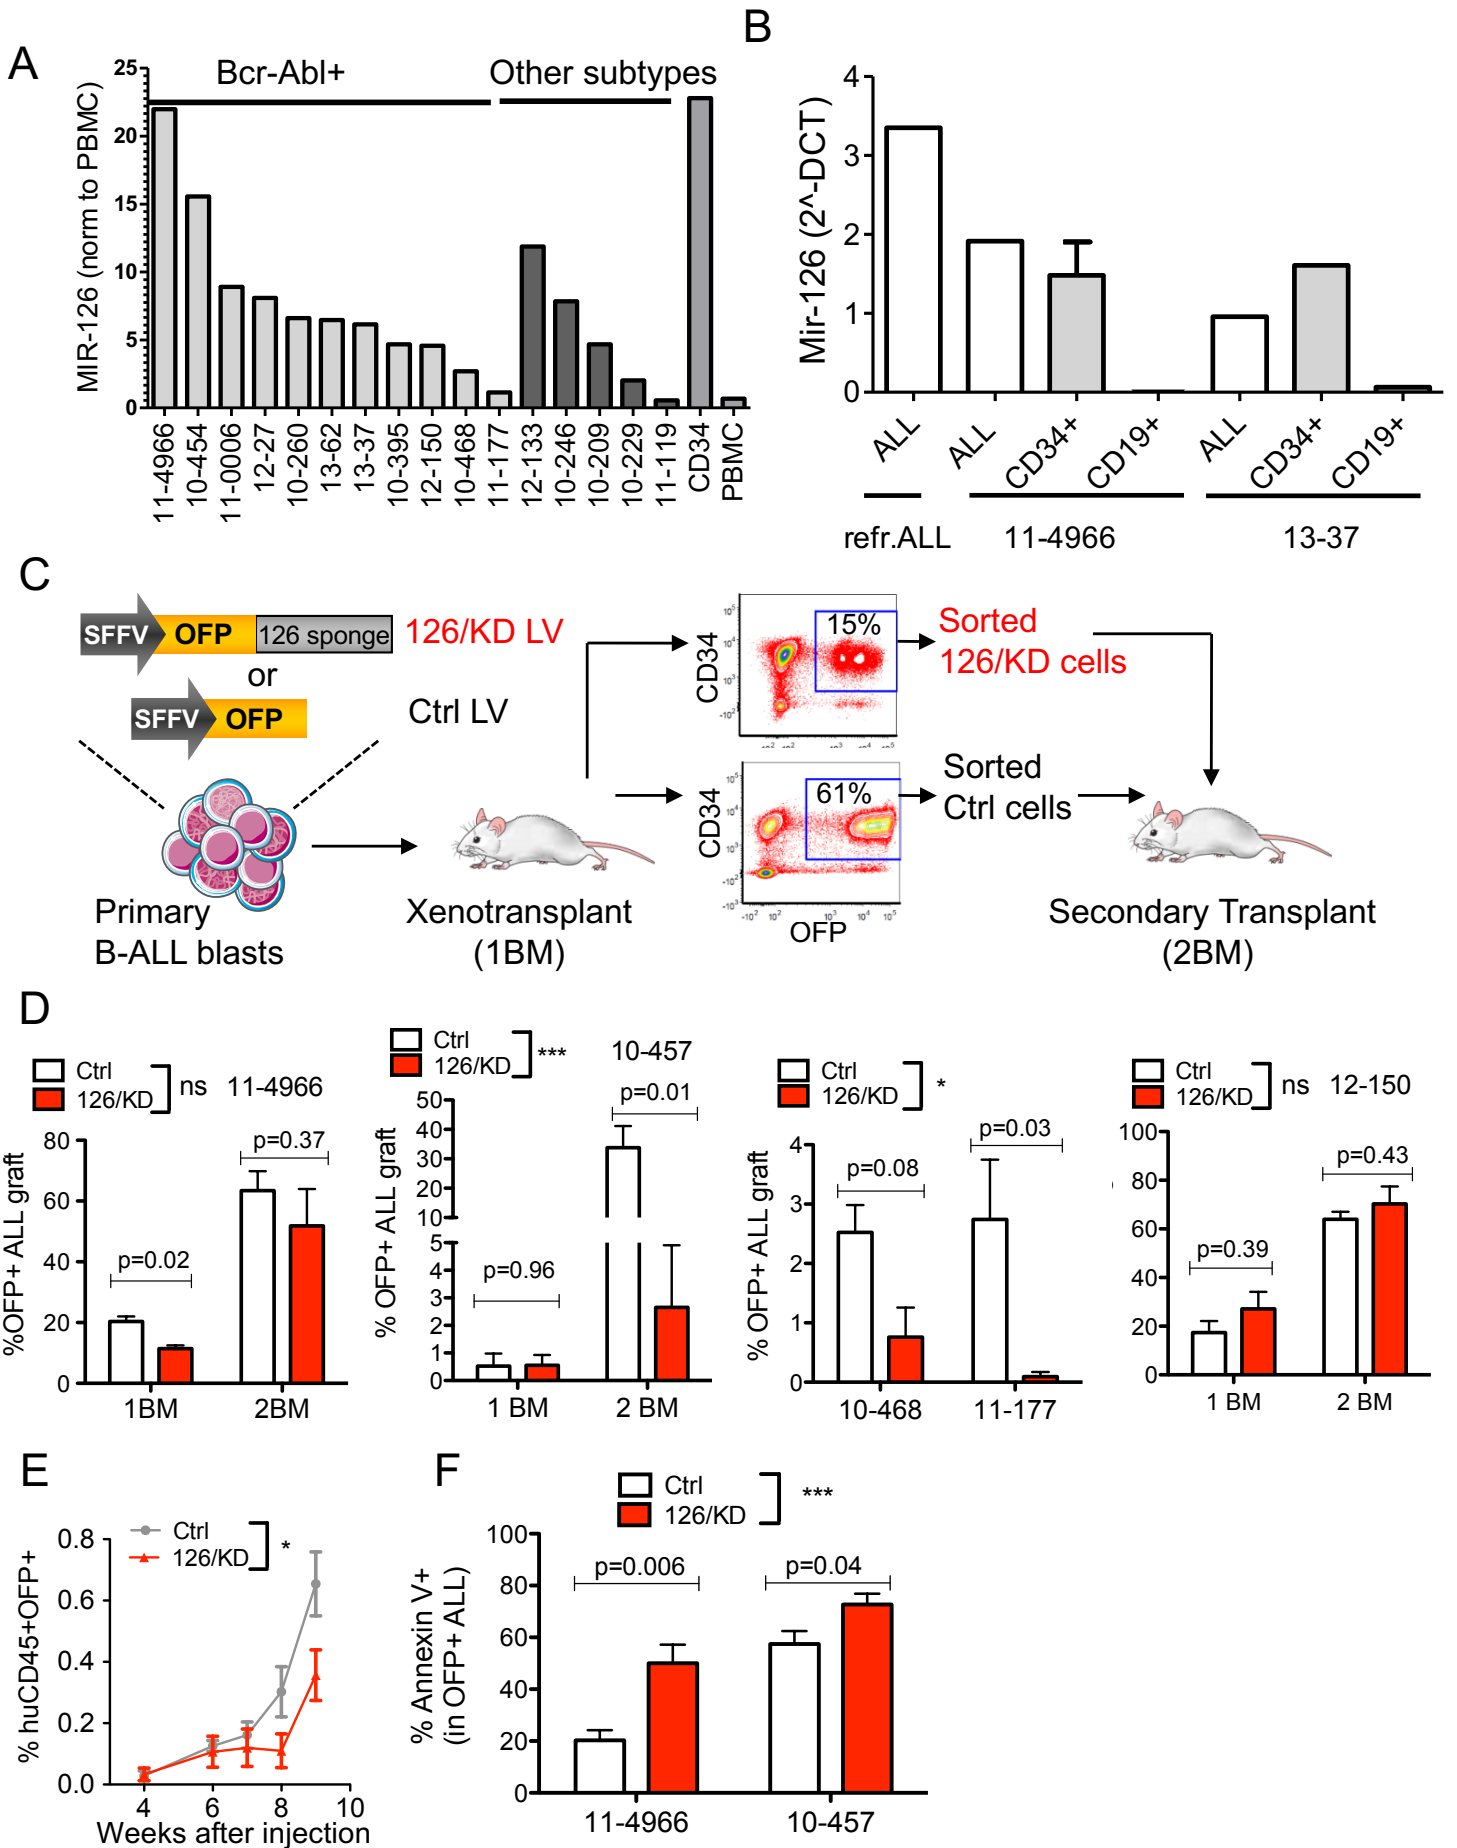 A
Bcr-Abl+
Other subtypes
MIR-126 (norm to PBMC)
25
20
15
10
5
0
11-4966
10-454
11-0006
12-27
10-260
13-62
13-37
10-395
12-150
10-468
11-177
12-133
10-246
10-209
10-229
11-119
CD34
PBMC
B
Mir-126 (2^-DCT)
4
3
2
1
0
ALL
ALL
CD34+
CD19+
ALL
CD34+
CD19+
refr.ALL
11-4966
13-37
C
SFFV OFP 126 sponge
126/KD LV
or
SFFV OFP
Ctrl LV
Primary
B-ALL blasts
Xenotransplant
(1BM)
CD34
15%
CD34
61%
OFP
Sorted
126/KD cells
Sorted
Ctrl cells
Secondary Transplant
(2BM)
D
Ctrl
126/KD
ns
11-4966
%OFP+ ALL graft
80
60
40
20
0
p=0.02
p=0.37
1BM
2BM
Ctrl
126/KD
***
10-457
% OFP+ ALL graft
50
40
30
20
10
5
4
3
2
1
0
p=0.96
p=0.01
1 BM
2 BM
Ctrl
126/KD
*
% OFP+ ALL graft
4
3
2
1
0
p=0.08
p=0.03
10-468
11-177
Ctrl
126/KD
ns
12-150
100
80
60
40
20
0
p=0.39
p=0.43
1 BM
2 BM
E
Ctrl
126/KD
*
% huCD45+OFP+
0.8
0.6
0.4
0.2
0.0
4
6
8
10
Weeks after injection
F
Ctrl
126/KD
***
% Annexin V+
(in OFP+ ALL)
100
80
60
40
20
0
p=0.006
p=0.04
11-4966
10-457